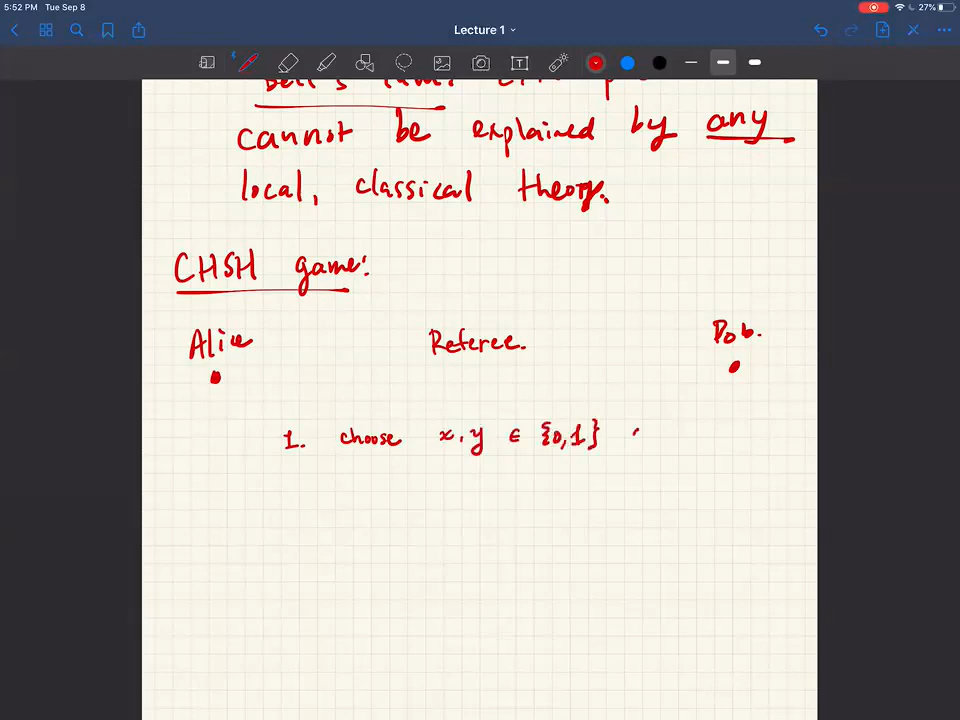 5:52 PM Tue Sep 8
27%
Lecture 1
Bell's
cannot be explained by any
local, classical theory.
CHSH game:
Alice Referee. Bob.
1. choose x, y ∈ {0,1}